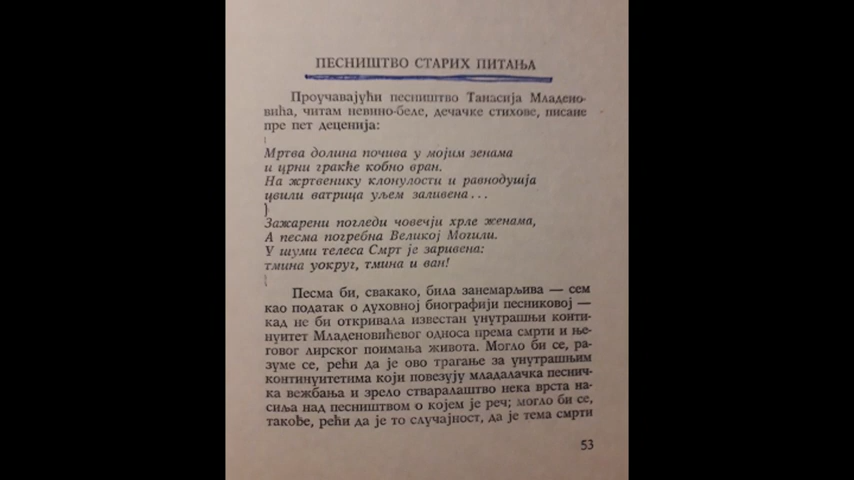 ПЕСНИШТВО СТАРИХ ПИТАЊА
Проучавајући песништво Танасија Младено-
вића, читам невино-беле, дечачке стихове, писане
пре пет деценија:
Мртва долина почива у мојим зенама
и црни гракће кобно вран.
На жртвенику клонулости и равнодушја
цвили ватрица уљем заливена...
Зажарени погледи човечји хрле женама,
А песма погребна Великој Могили.
У шуми телеса Смрт је заривена:
тмина уокруг, тмина и ван!
Песма би, свакако, била занемарљива — сем
као податак о духовној биографији песниковој —
кад не би откривала известан унутрашњи конти-
нуитет Младеновићевог односа према смрти и ње-
говог лирског поимања живота. Могло би се, ра-
зуме се, рећи да је ово трагање за унутрашњим
континуитетима који повезују младалачка песнич-
ка вежбања и зрело стваралаштво нека врста на-
сиља над песништвом о којем је реч; могло би се,
такође, рећи да је то случајност, да је тема смрти
53